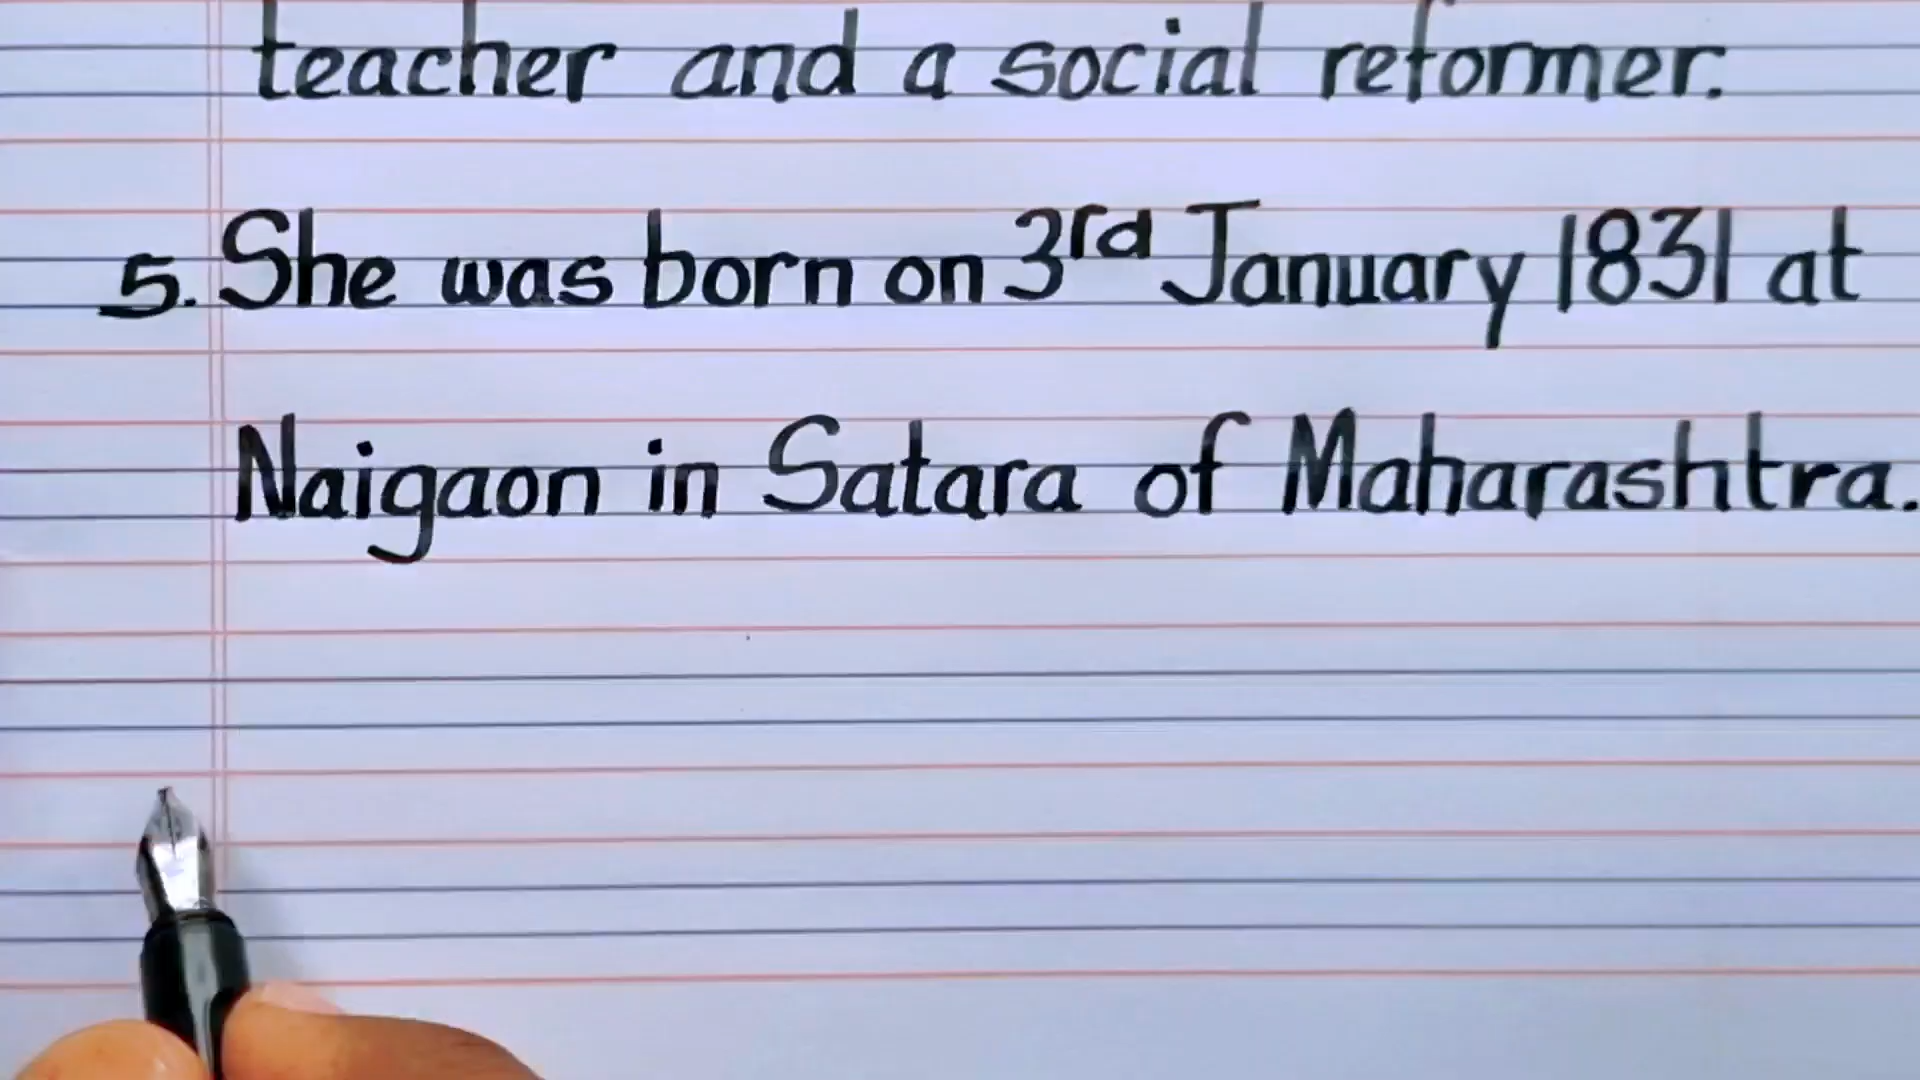 teacher and a social reformer.
5. She was born on 3rd January 1831 at
Naigaon in Satara of Maharashtra.